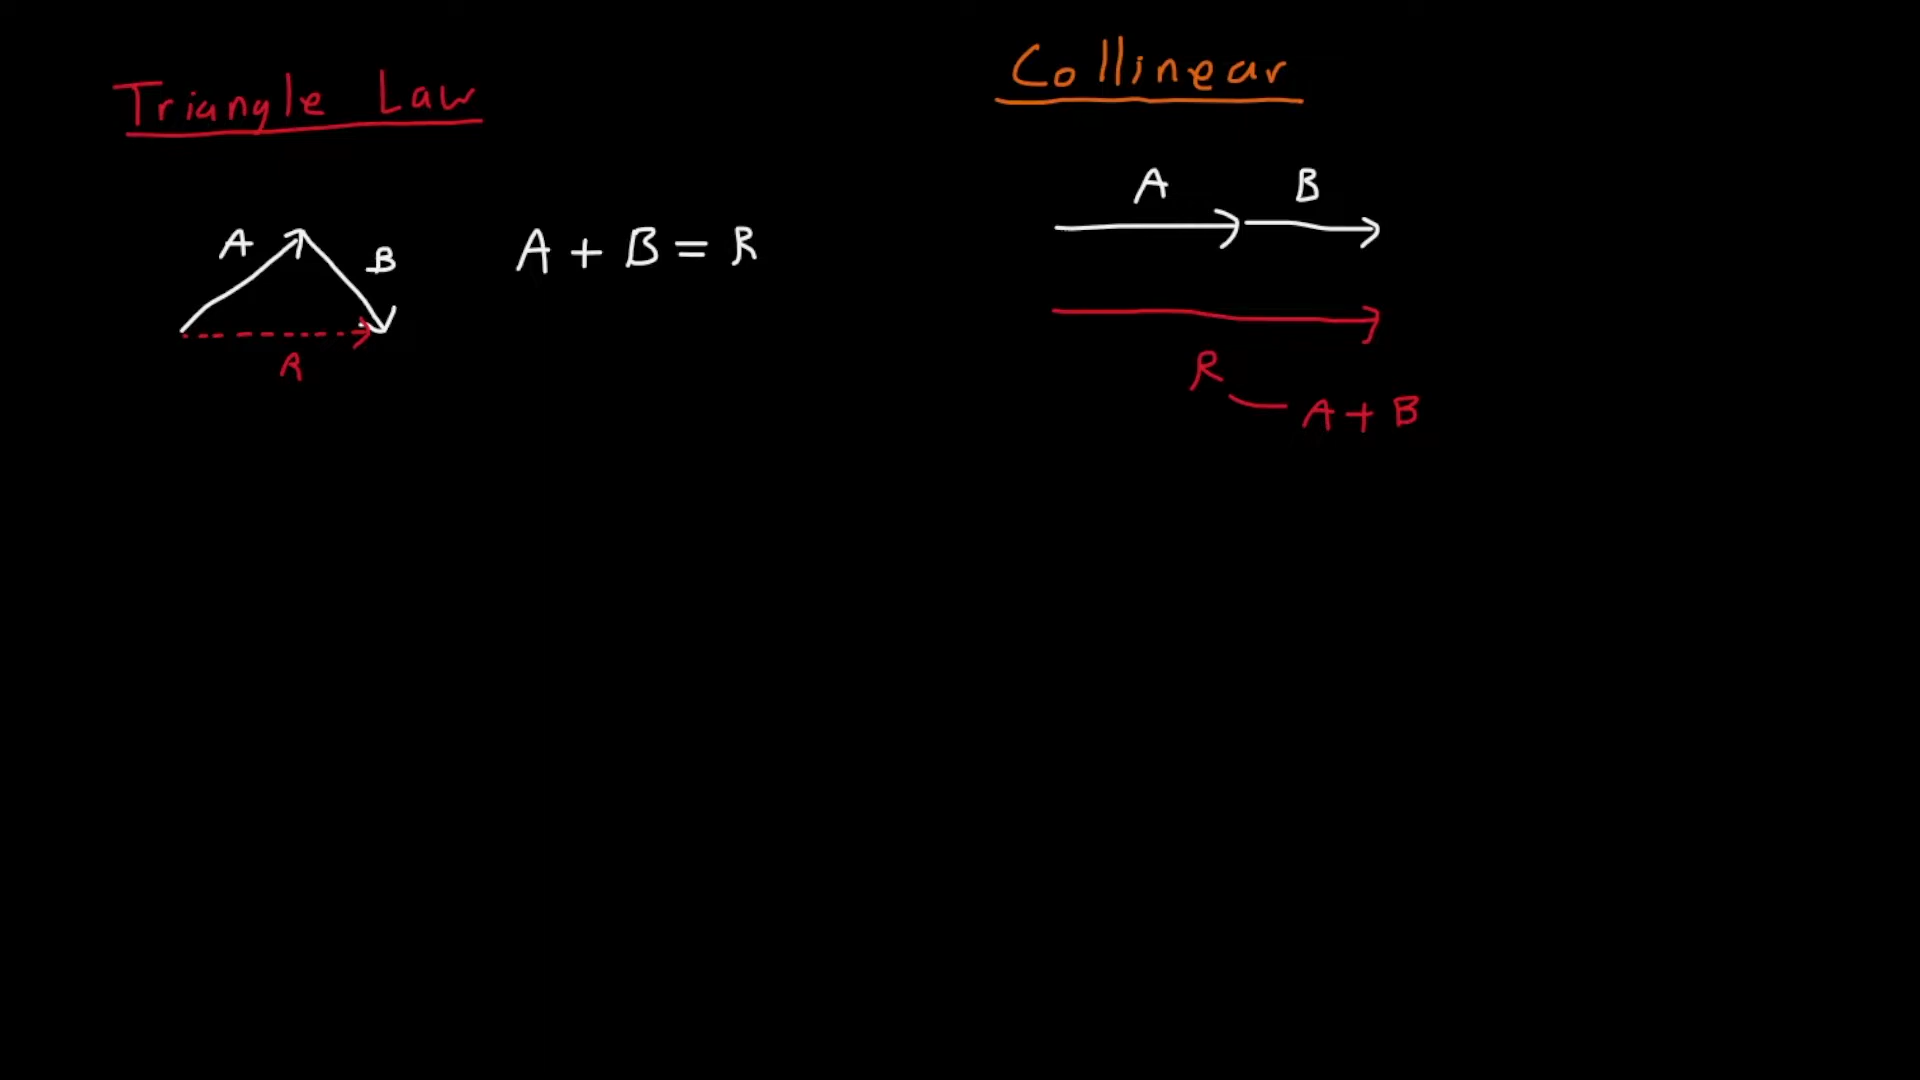 Triangle Law
A
B
A + B = R
R
Collinear
A
B
R
A + B